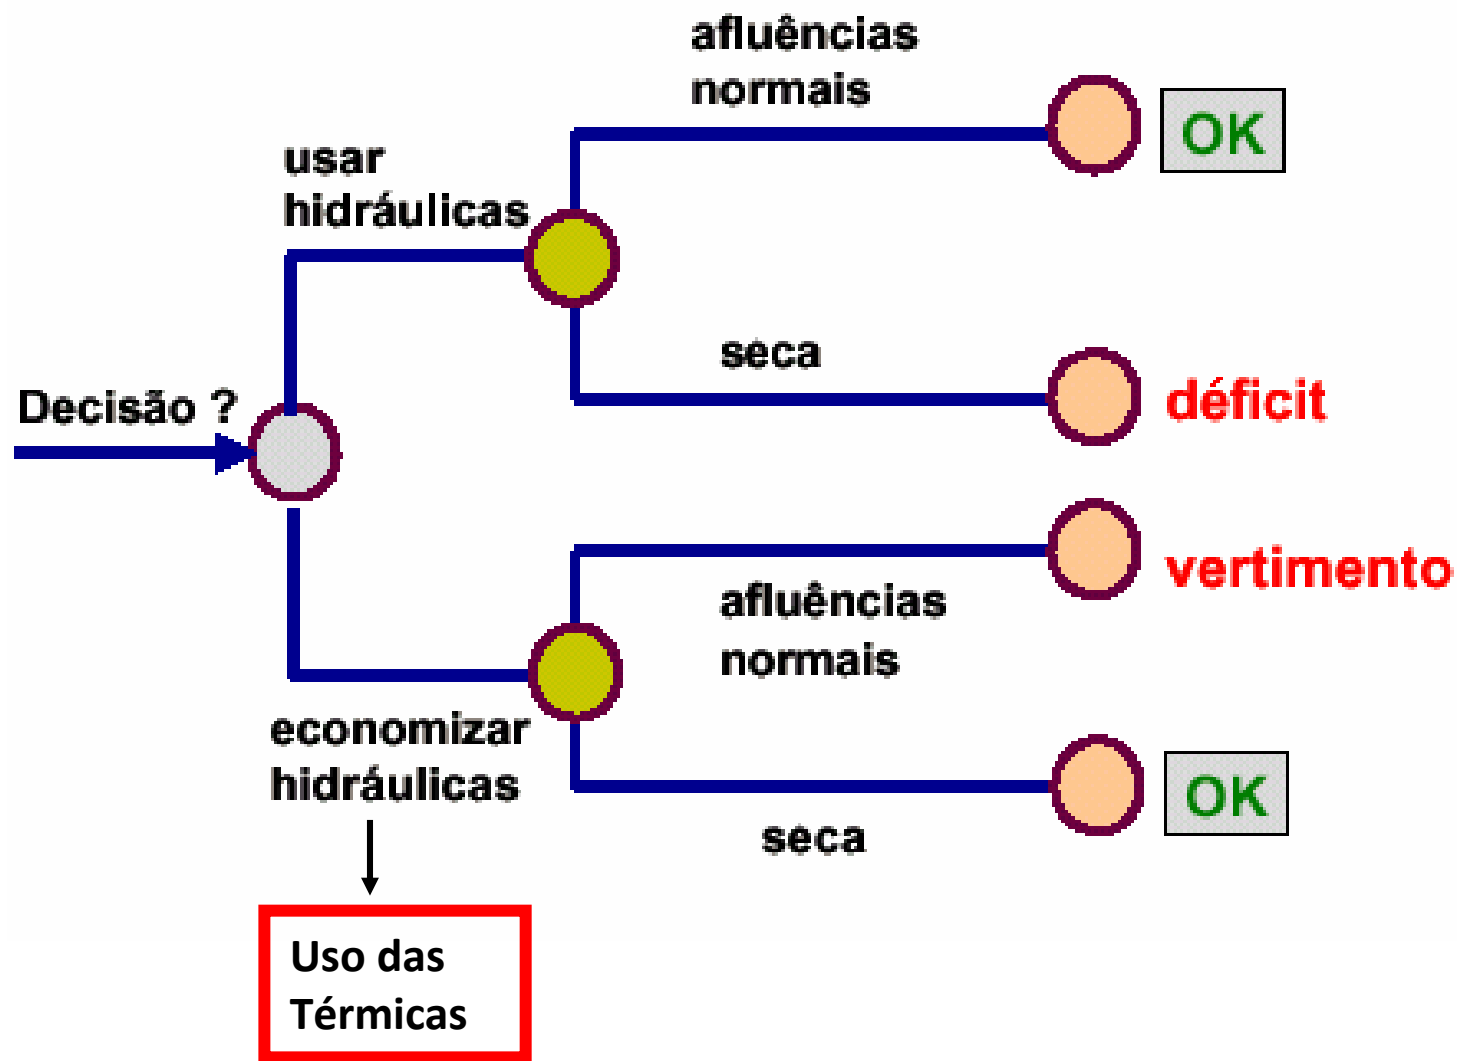 afluências
normais
OK
usar
hidráulicas
seca
déficit
Decisão ?
vertimento
afluências
normais
economizar
hidráulicas
OK
seca
Uso das
Térmicas